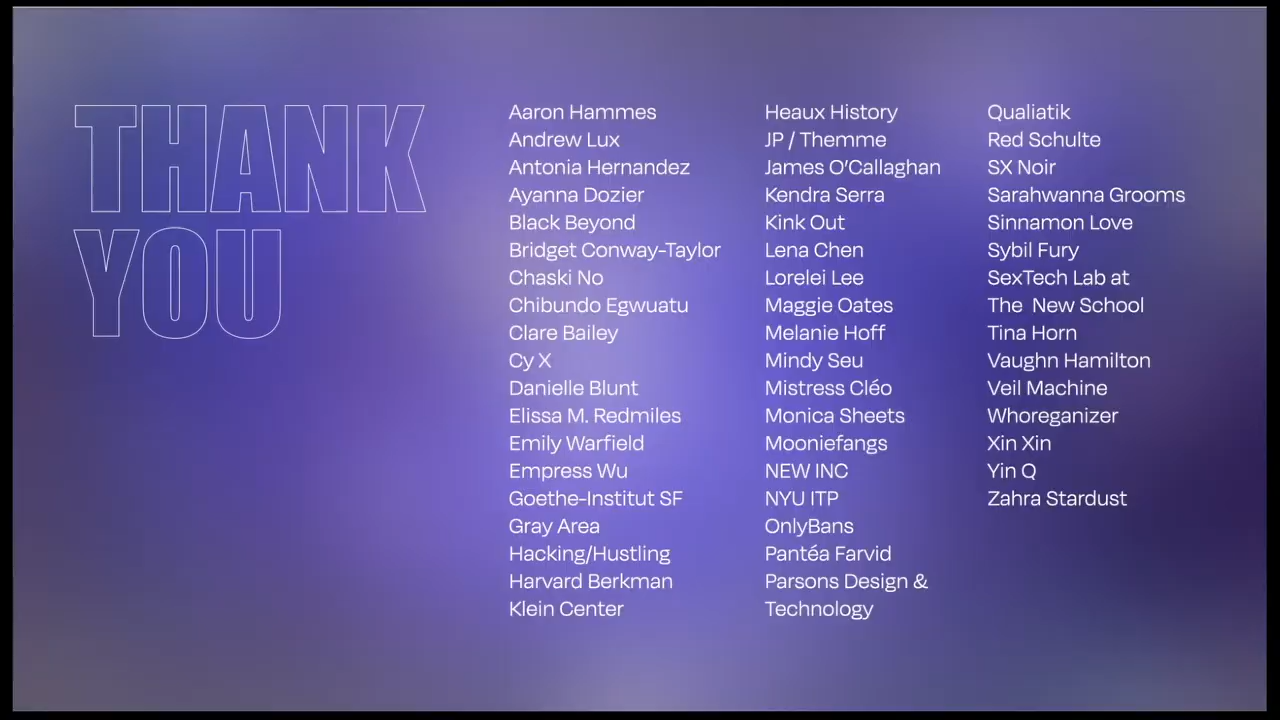 THANK
YOU
Aaron Hammes
Andrew Lux
Antonia Hernandez
Ayanna Dozier
Black Beyond
Bridget Conway-Taylor
Chaski No
Chibundo Egwuatu
Clare Bailey
Cy X
Danielle Blunt
Elissa M. Redmiles
Emily Warfield
Empress Wu
Goethe-Institut SF
Gray Area
Hacking/Hustling
Harvard Berkman
Klein Center
Heaux History
JP / Themme
James O’Callaghan
Kendra Serra
Kink Out
Lena Chen
Lorelei Lee
Maggie Oates
Melanie Hoff
Mindy Seu
Mistress Cléo
Monica Sheets
Mooniefangs
NEW INC
NYU ITP
OnlyBans
Pantéa Farvid
Parsons Design &
Technology
Qualiatik
Red Schulte
SX Noir
Sarahwanna Grooms
Sinnamon Love
Sybil Fury
SexTech Lab at
The  New School
Tina Horn
Vaughn Hamilton
Veil Machine
Whoreganizer
Xin Xin
Yin Q
Zahra Stardust